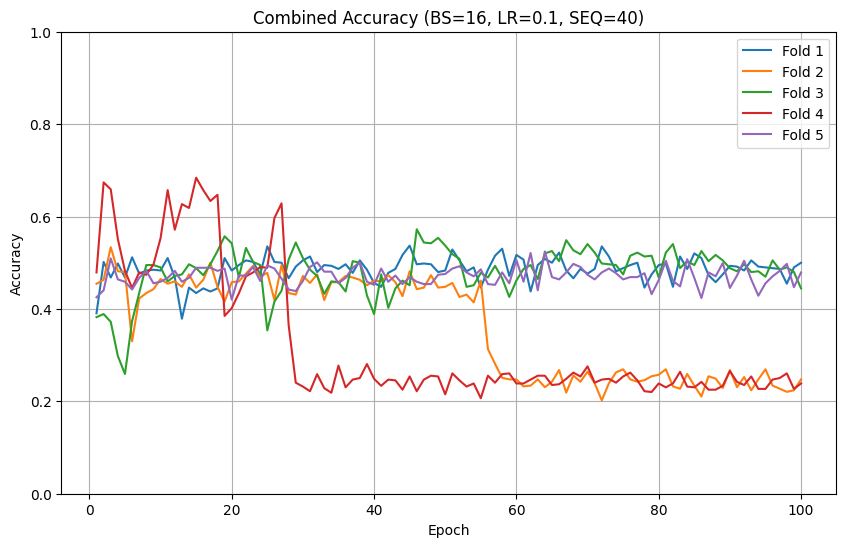 Combined Accuracy (BS=16, LR=0.1, SEQ=40)
1.0
0.8
0.6
0.4
0.2
0.0
Accuracy
Fold 1
Fold 2
Fold 3
Fold 4
Fold 5
0 20 40 60 80 100
Epoch